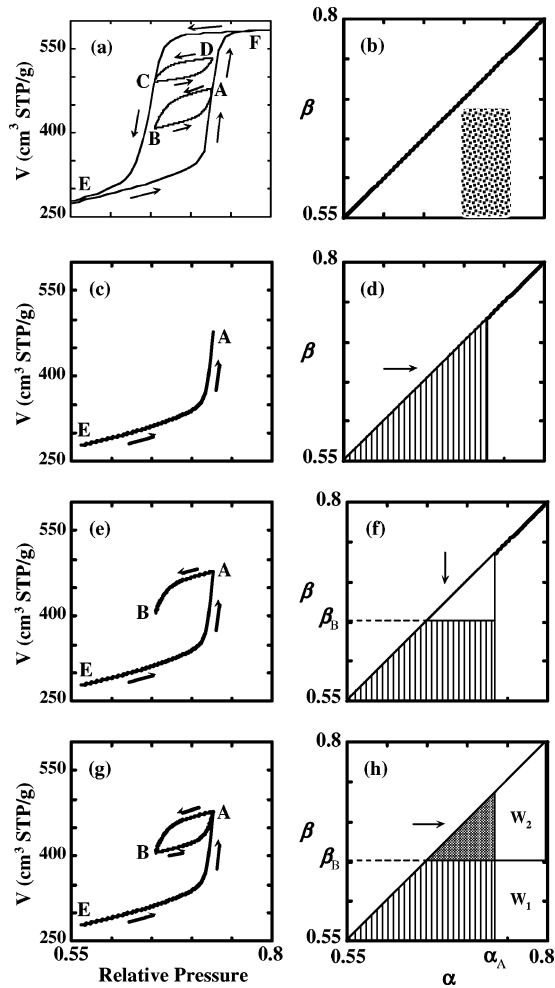 (a)
D
F
C
A
B
E
550
400
250
V (cm³ STP/g)
(b)
0.8
β
0.55
(c)
A
E
550
400
250
V (cm³ STP/g)
(d)
0.8
β
0.55
(e)
A
B
E
550
400
250
V (cm³ STP/g)
(f)
0.8
β
β_B
0.55
(g)
A
B
E
550
400
250
V (cm³ STP/g)
0.55 0.8
Relative Pressure
(h)
0.8
β
W₂
β_B
W₁
0.55
0.55 α_A 0.8
α